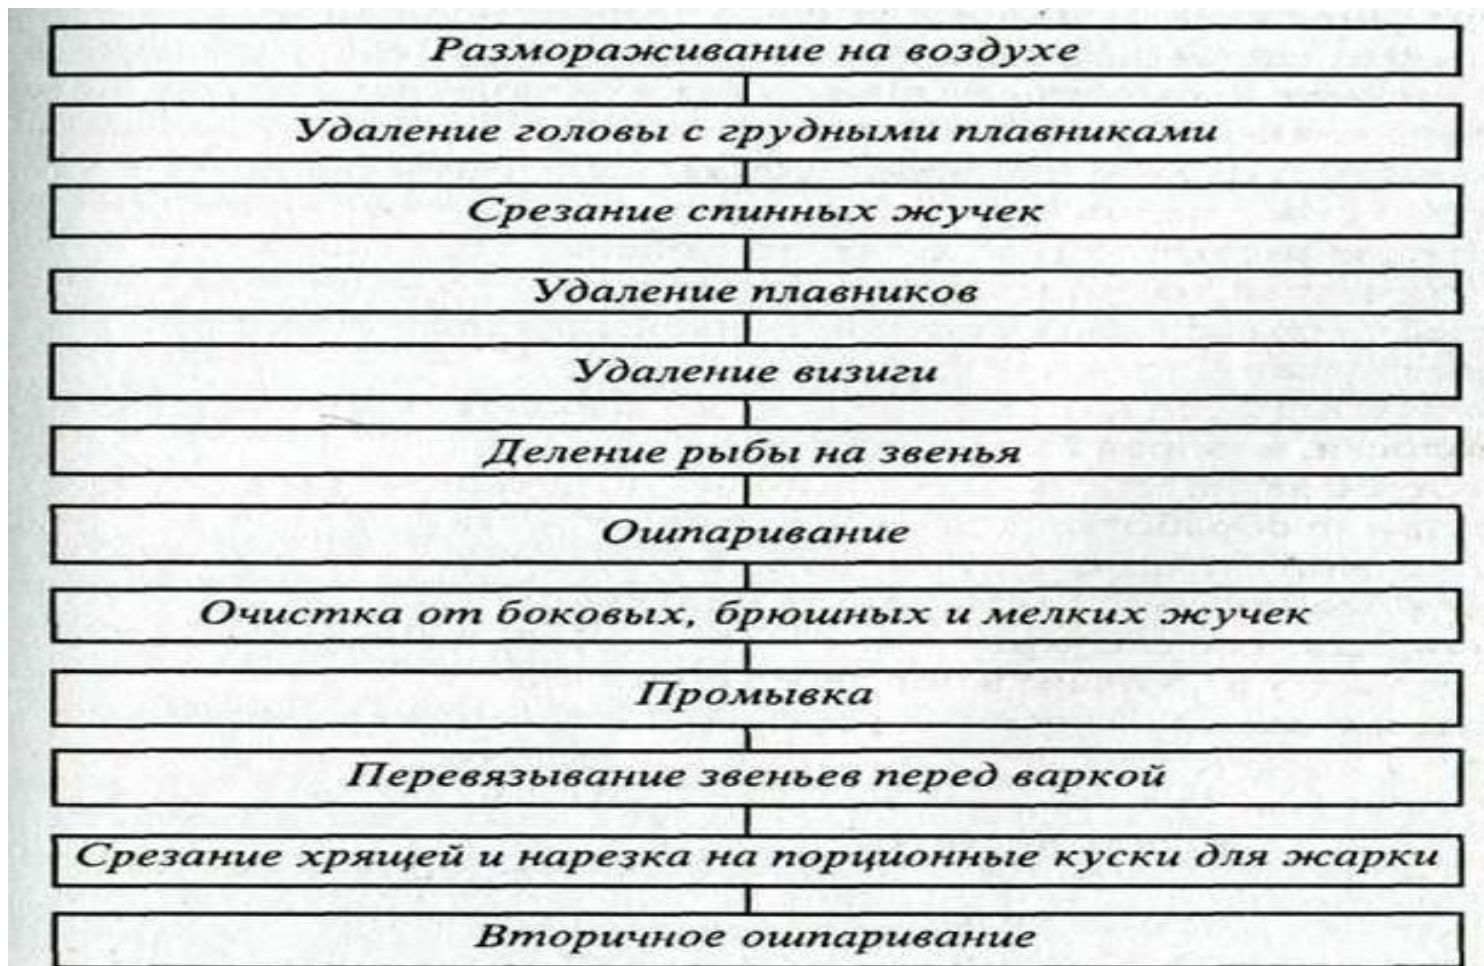 Размораживание на воздухе
Удаление головы с грудными плавниками
Срезание спинных жучек
Удаление плавников
Удаление визиги
Деление рыбы на звенья
Ошпаривание
Очистка от боковых, брюшных и мелких жучек
Промывка
Перевязывание звеньев перед варкой
Срезание хрящей и нарезка на порционные куски для жарки
Вторичное ошпаривание